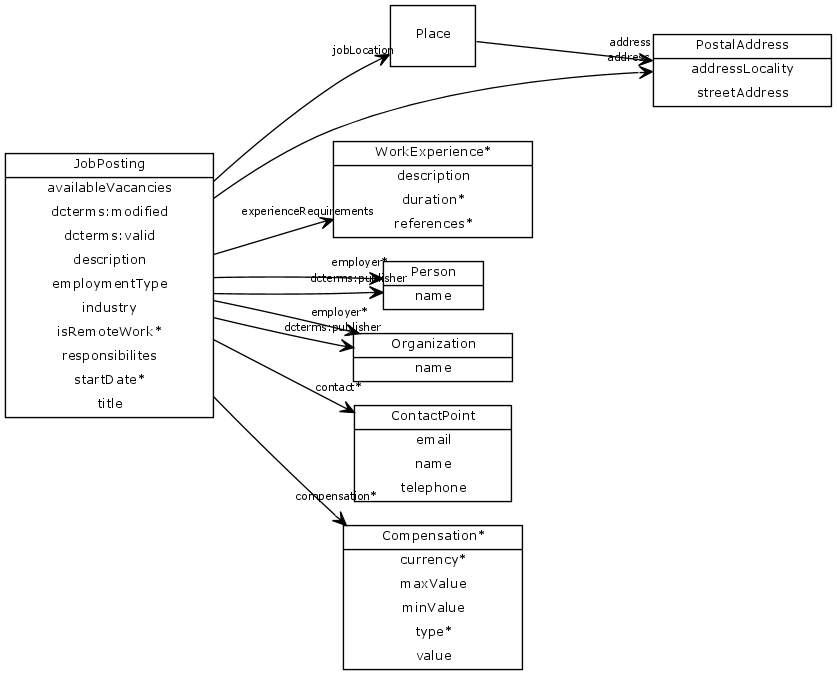 Place
jobLocation
address
address
PostalAddress
addressLocality
streetAddress
JobPosting
availableVacancies
dcterms:modified
dcterms:valid
description
employmentType
industry
isRemoteWork*
responsibilites
startDate*
title
WorkExperience*
description
duration*
references*
experienceRequirements
employer*
dcterms:publisher
Person
name
employer*
dcterms:publisher
Organization
name
contact*
ContactPoint
email
name
telephone
compensation*
Compensation*
currency*
maxValue
minValue
type*
value